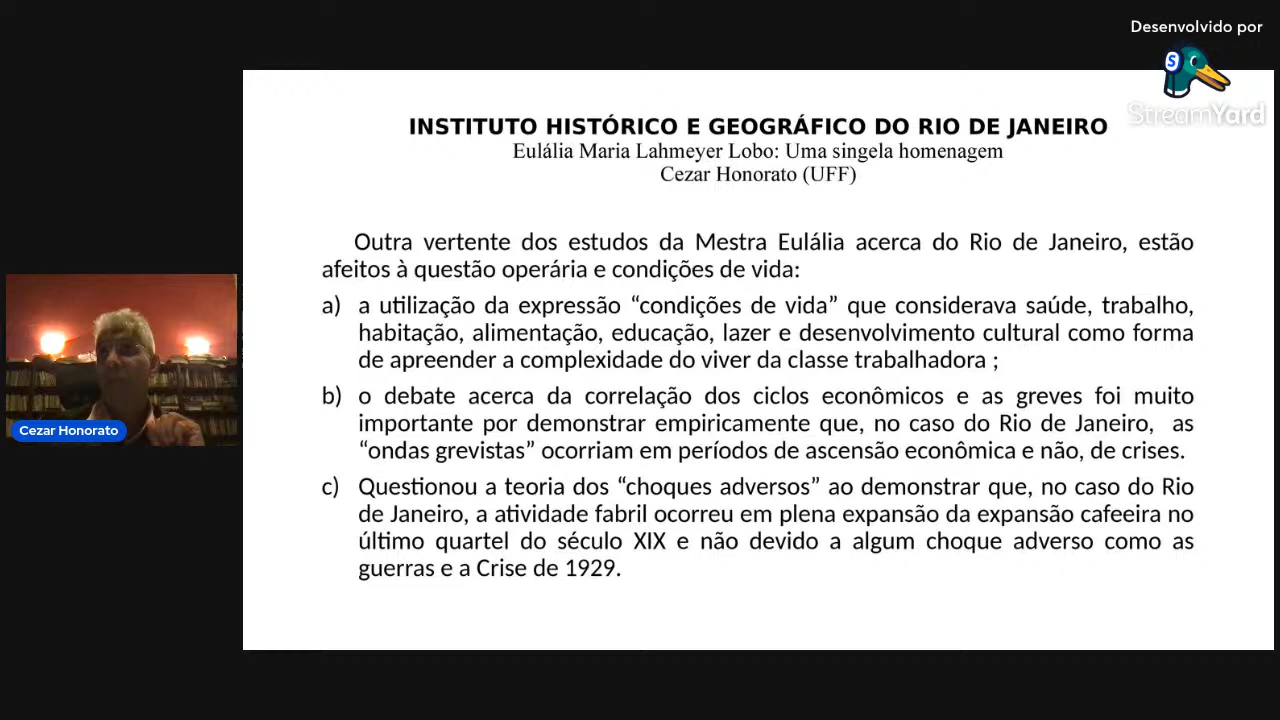 Desenvolvido por
S
StreamYard
INSTITUTO HISTÓRICO E GEOGRÁFICO DO RIO DE JANEIRO
Eulália Maria Lahmeyer Lobo: Uma singela homenagem
Cezar Honorato (UFF)
Outra vertente dos estudos da Mestra Eulália acerca do Rio de Janeiro, estão
afeitos à questão operária e condições de vida:
a) a utilização da expressão “condições de vida” que considerava saúde, trabalho,
habitação, alimentação, educação, lazer e desenvolvimento cultural como forma
de apreender a complexidade do viver da classe trabalhadora ;
b) o debate acerca da correlação dos ciclos econômicos e as greves foi muito
importante por demonstrar empiricamente que, no caso do Rio de Janeiro, as
“ondas grevistas” ocorriam em períodos de ascensão econômica e não, de crises.
c) Questionou a teoria dos “choques adversos” ao demonstrar que, no caso do Rio
de Janeiro, a atividade fabril ocorreu em plena expansão da expansão cafeeira no
último quartel do século XIX e não devido a algum choque adverso como as
guerras e a Crise de 1929.
Cezar Honorato